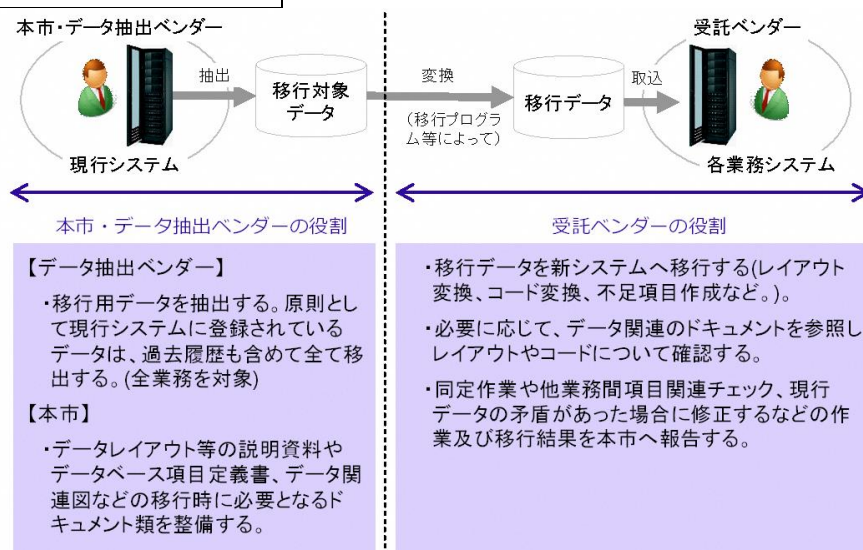 本市・データ抽出ベンダー
受託ベンダー
抽出
移行対象
データ
変換
(移行プログラ
ム等によって)
移行データ
取込
現行システム
各業務システム
本市・データ抽出ベンダーの役割
【データ抽出ベンダー】
・移行用データを抽出する。原則とし
て現行システムに登録されている
データは、過去履歴も含めて全て移
出する。(全業務を対象)
【本市】
・データレイアウト等の説明資料や
データベース項目定義書、データ関
連図などの移行時に必要となるド
キュメント類を整備する。
受託ベンダーの役割
・移行データを新システムへ移行する(レイアウト
変換、コード変換、不足項目作成など。)。
・必要に応じて、データ関連のドキュメントを参照し
レイアウトやコードについて確認する。
・同定作業や他業務間項目関連チェック、現行
データの矛盾があった場合に修正するなどの作
業及び移行結果を本市へ報告する。